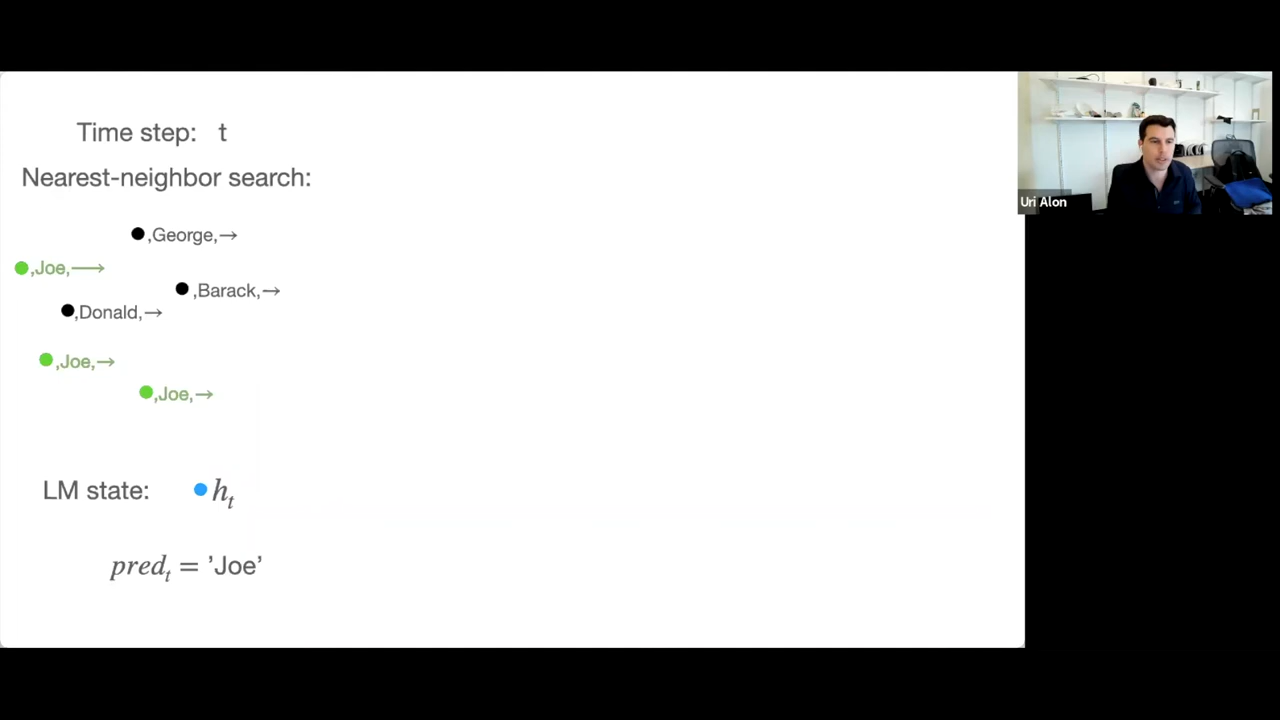 Time step: t
Nearest-neighbor search:
,George,→
,Joe,→
,Barack,→
,Donald,→
,Joe,→
,Joe,→
LM state: h_t
pred_t = 'Joe'
Uri Alon